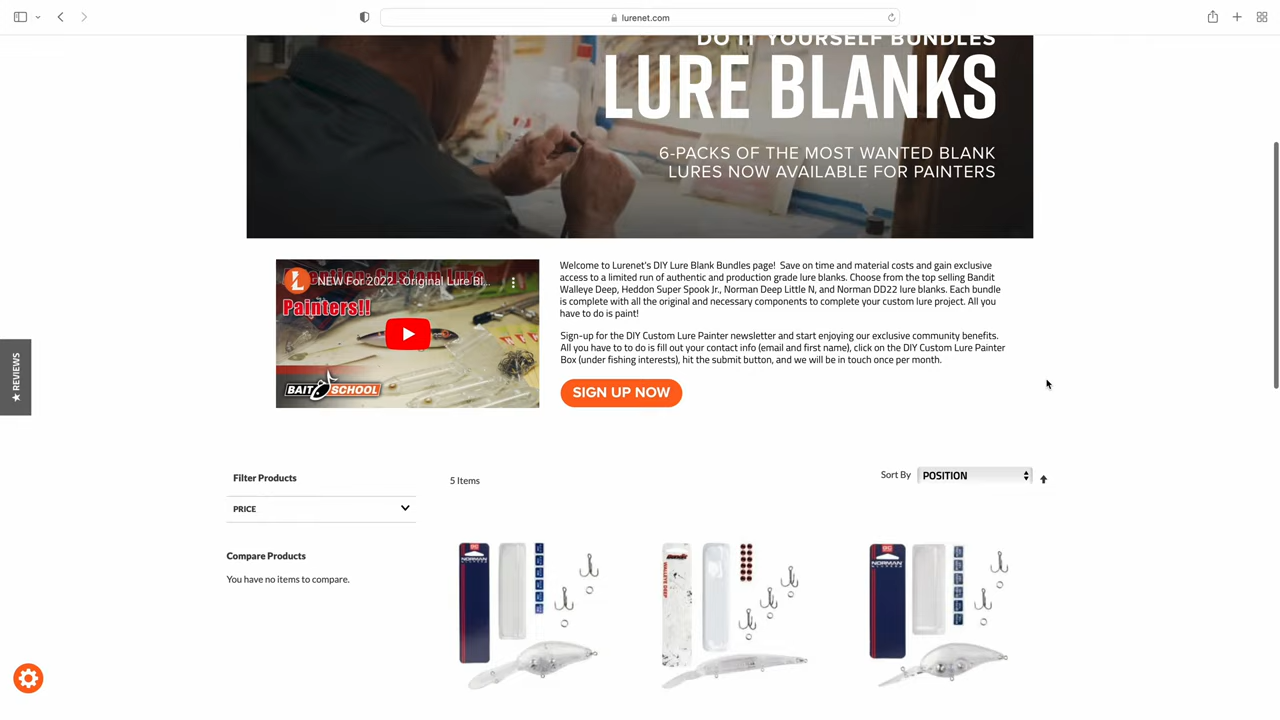 lurenet.com
DO IT YOURSELF BUNDLES
LURE BLANKS
6-PACKS OF THE MOST WANTED BLANK
LURES NOW AVAILABLE FOR PAINTERS
NEW For 2022 - Original Lure Bl...
Painters!!
BAIT SCHOOL
Welcome to Lurenet's DIY Lure Blank Bundles page! Save on time and material costs and gain exclusive
access to a limited run of authentic and production grade lure blanks. Choose from the top selling Bandit
Walleye Deep, Heddon Super Spook Jr., Norman Deep Little N, and Norman DD22 lure blanks. Each bundle
is complete with all the original and necessary components to complete your custom lure project. All you
have to do is paint!
Sign-up for the DIY Custom Lure Painter newsletter and start enjoying our exclusive community benefits.
All you have to to do is fill out your contact info (email and first name), click on the DIY Custom Lure Painter
Box (under fishing interests), hit the submit button, and we will be in touch once per month.
SIGN UP NOW
★ REVIEWS
Filter Products
PRICE
Compare Products
You have no items to compare.
5 Items
Sort By POSITION
NORMAN
Bandit
WALLEYE DEEP
NORMAN